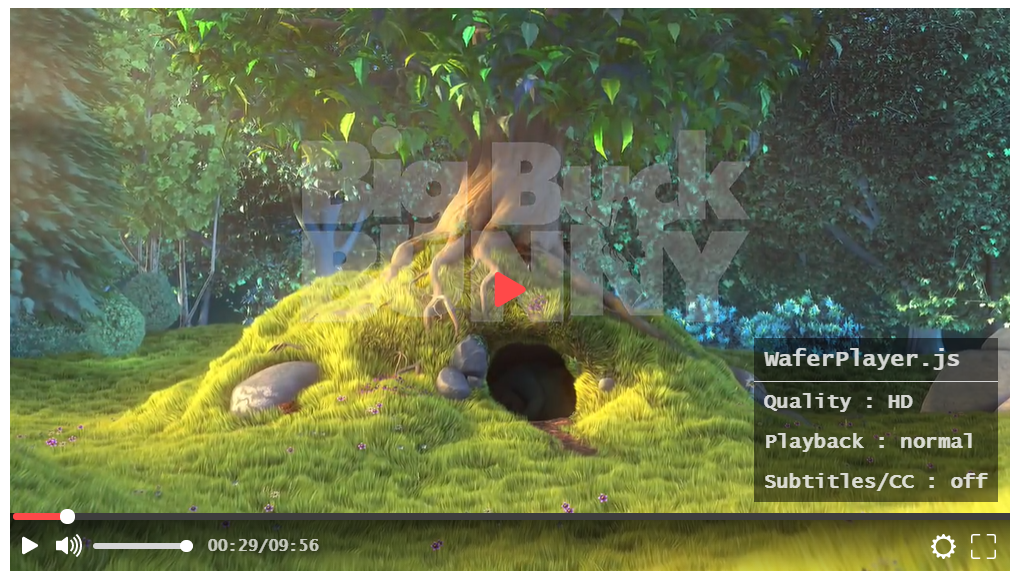 Big Buck
BUNNY
WaferPlayer.js
Quality : HD
Playback : normal
Subtitles/CC : off
00:29/09:56